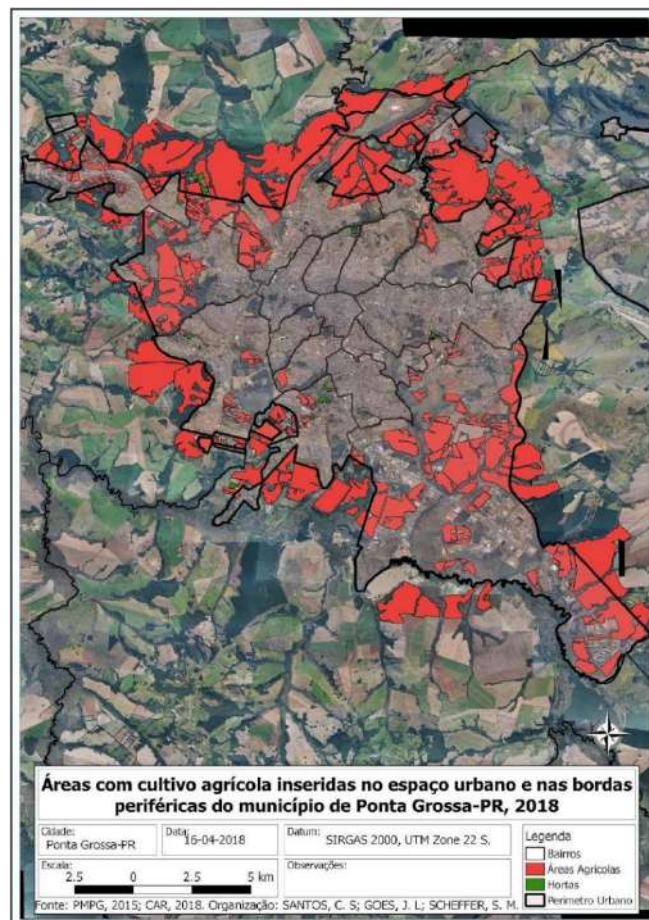 Áreas com cultivo agrícola inseridas no espaço urbano e nas bordas
periféricas do município de Ponta Grossa-PR, 2018
Cidade:
Ponta Grossa-PR
Data:
16-04-2018
Datum:
SIRGAS 2000, UTM Zone 22 S.
Escala:
2.5 0 2.5 5 km
Observações:
Legenda
Bairros
Áreas Agrícolas
Hortas
Perímetro Urbano
Fonte: PMPG, 2015; CAR, 2018. Organização: SANTOS, C. S; GOES, J. L; SCHEFFER, S. M.